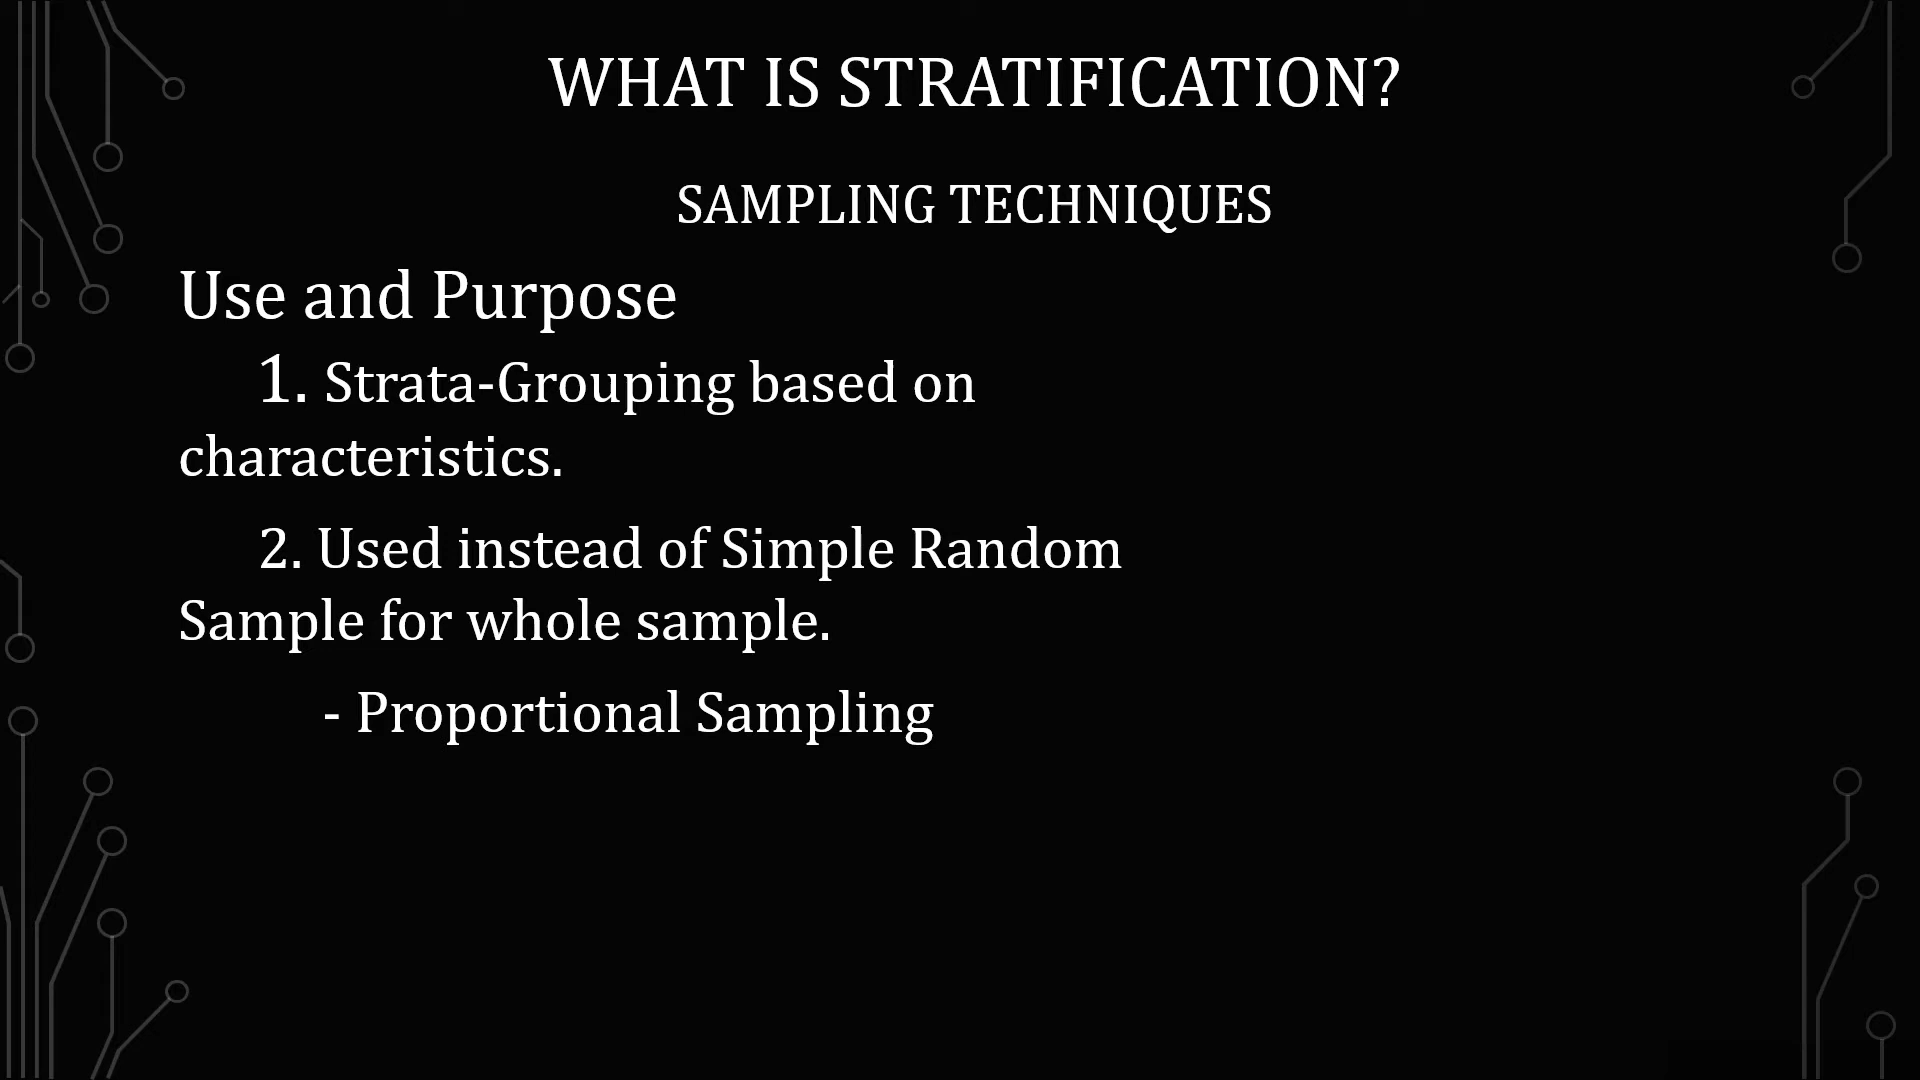 WHAT IS STRATIFICATION?
SAMPLING TECHNIQUES
Use and Purpose
1. Strata-Grouping based on
characteristics.
2. Used instead of Simple Random
Sample for whole sample.
- Proportional Sampling